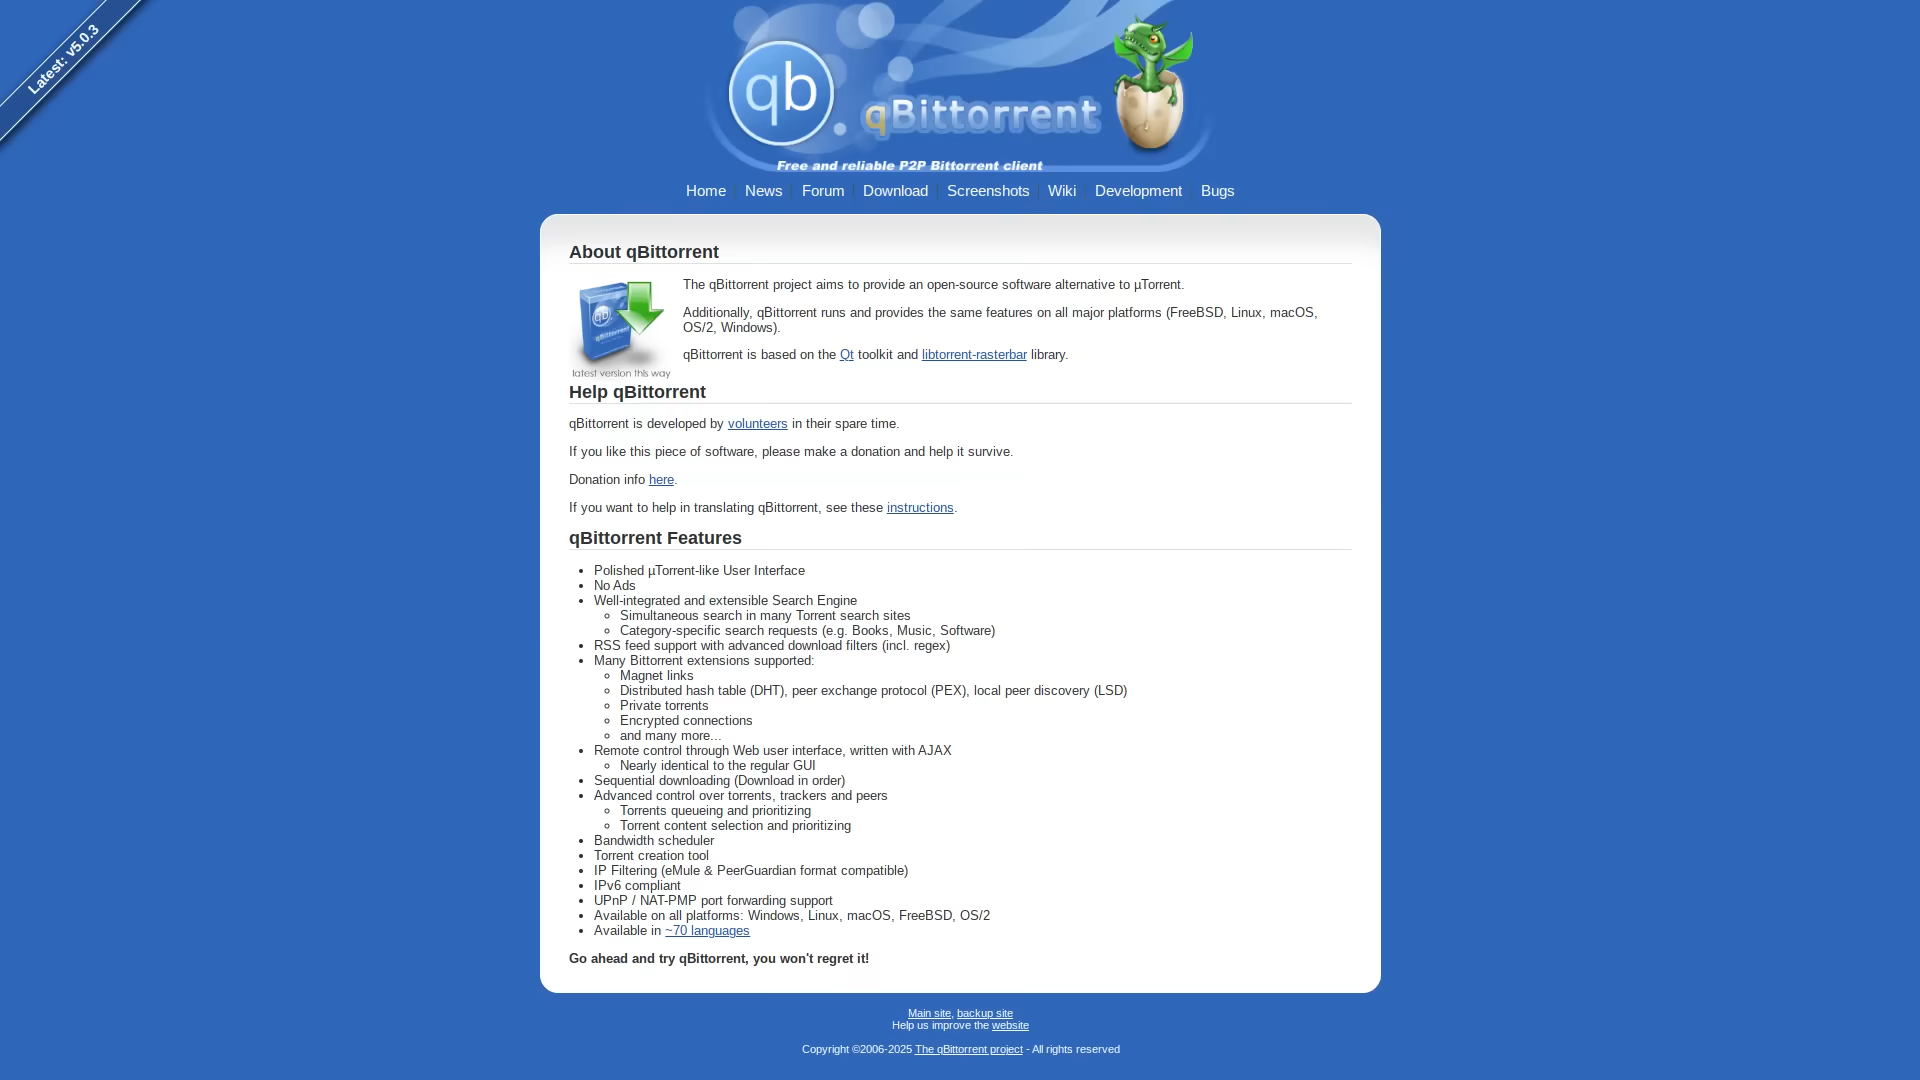 Latest: v5.0.3
qb
qBittorrent
Free and reliable P2P Bittorrent client
Home | News | Forum | Download | Screenshots | Wiki | Development | Bugs
About qBittorrent
The qBittorrent project aims to provide an open-source software alternative to µTorrent.
Additionally, qBittorrent runs and provides the same features on all major platforms (FreeBSD, Linux, macOS,
OS/2, Windows).
qBittorrent is based on the Qt toolkit and libtorrent-rasterbar library.
qb
qBittorrent
latest version this way
Help qBittorrent
qBittorrent is developed by volunteers in their spare time.
If you like this piece of software, please make a donation and help it survive.
Donation info here.
If you want to help in translating qBittorrent, see these instructions.
qBittorrent Features
• Polished µTorrent-like User Interface
• No Ads
• Well-integrated and extensible Search Engine
◦ Simultaneous search in many Torrent search sites
◦ Category-specific search requests (e.g. Books, Music, Software)
• RSS feed support with advanced download filters (incl. regex)
• Many Bittorrent extensions supported:
◦ Magnet links
◦ Distributed hash table (DHT), peer exchange protocol (PEX), local peer discovery (LSD)
◦ Private torrents
◦ Encrypted connections
◦ and many more...
• Remote control through Web user interface, written with AJAX
◦ Nearly identical to the regular GUI
• Sequential downloading (Download in order)
• Advanced control over torrents, trackers and peers
◦ Torrents queueing and prioritizing
◦ Torrent content selection and prioritizing
• Bandwidth scheduler
• Torrent creation tool
• IP Filtering (eMule & PeerGuardian format compatible)
• IPv6 compliant
• UPnP / NAT-PMP port forwarding support
• Available on all platforms: Windows, Linux, macOS, FreeBSD, OS/2
• Available in ~70 languages
Go ahead and try qBittorrent, you won't regret it!
Main site, backup site
Help us improve the website
Copyright ©2006-2025 The qBittorrent project - All rights reserved